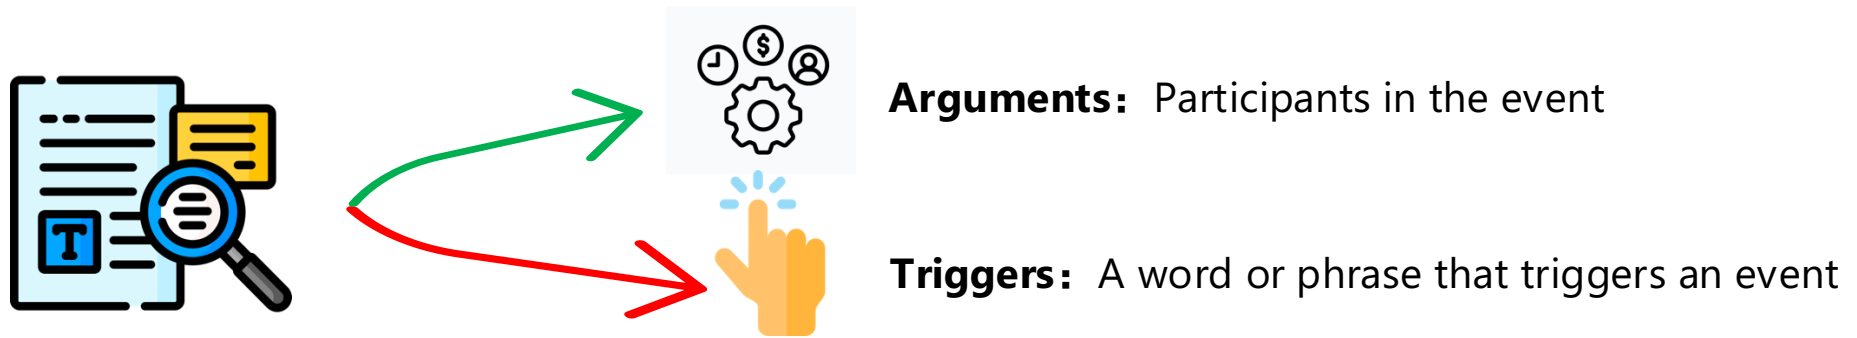 Arguments： Participants in the event
T
Triggers： A word or phrase that triggers an event